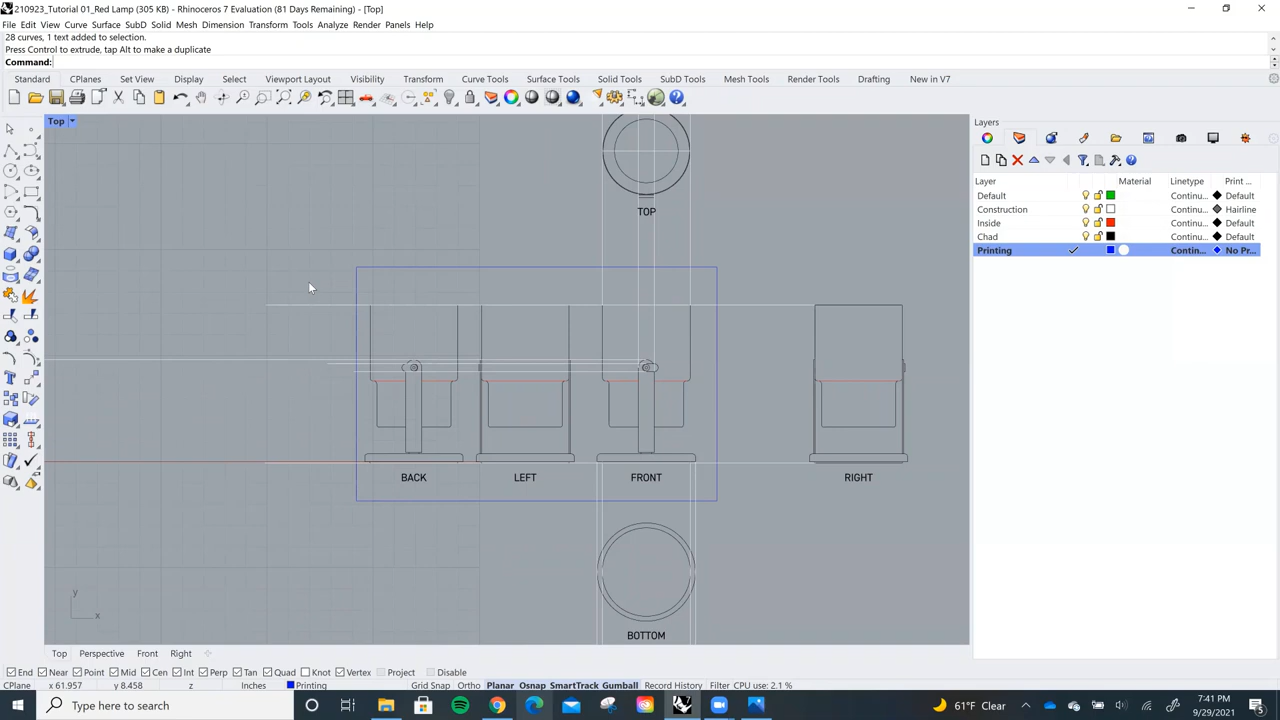 210923_Tutorial 01_Red Lamp (305 KB) - Rhinoceros 7 Evaluation (81 Days Remaining) - [Top]
File Edit View Curve Surface SubD Solid Mesh Dimension Transform Tools Analyze Render Panels Help
28 curves, 1 text added to selection.
Press Control to extrude, tap Alt to make a duplicate
Command:
Standard CPlanes Set View Display Select Viewport Layout Visibility Transform Curve Tools Surface Tools Solid Tools SubD Tools Mesh Tools Render Tools Drafting New in V7
Top
Layers
Layer Material Linetype Print ...
Default Continu... Default
Construction Continu... Hairline
Inside Continu... Default
Chad Continu... Default
Printing Contin... No Pr...
TOP
BACK LEFT FRONT RIGHT
BOTTOM
y
x
Top Perspective Front Right
End Near Point Mid Cen Int Perp Tan Quad Knot Vertex Project Disable
CPlane x 61.957 y 8.458 z Inches Printing Grid Snap Ortho Planar Osnap SmartTrack Gumball Record History Filter CPU use: 2.1 %
Type here to search
61°F Clear
7:41 PM
9/29/2021
5